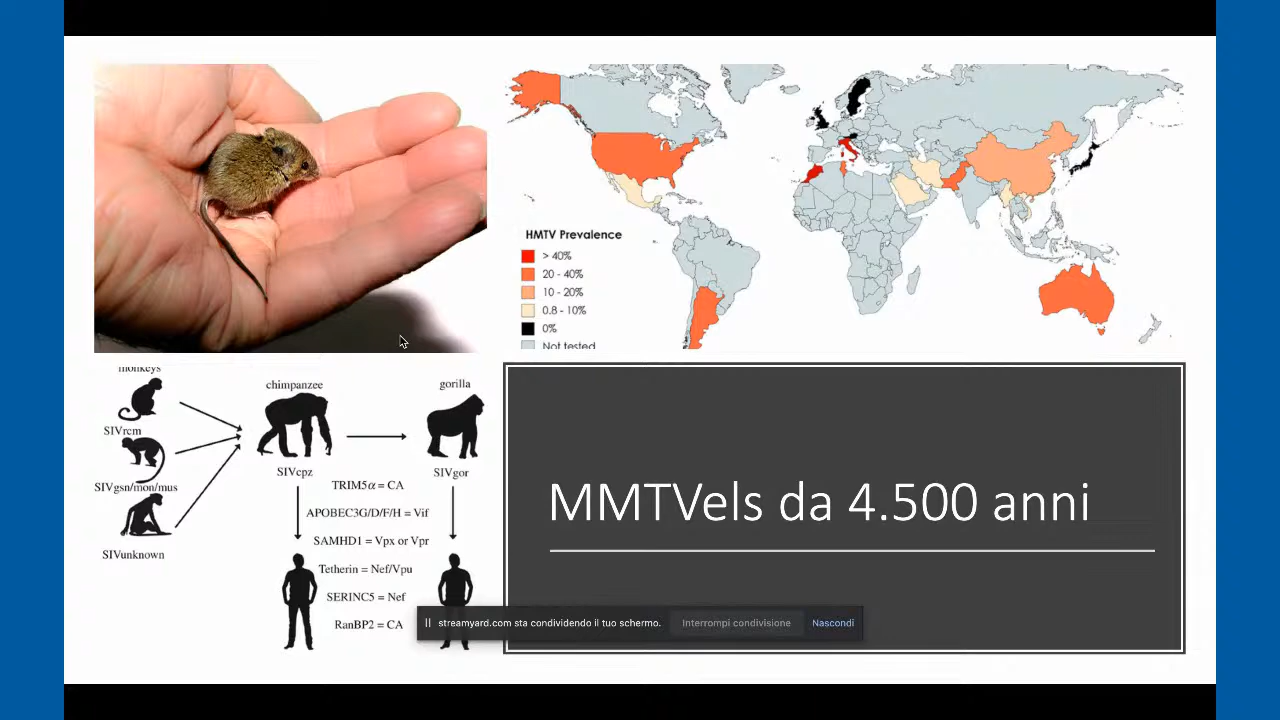 HMTV Prevalence
> 40%
20 - 40%
10 - 20%
0.8 - 10%
0%
Not tested
monkeys
chimpanzee
gorilla
SIVrcm
SIVcpz
SIVgor
SIVgsn/mon/mus
SIVunknown
TRIM5α = CA
APOBEC3G/D/F/H = Vif
SAMHD1 = Vpx or Vpr
Tetherin = Nef/Vpu
SERINC5 = Nef
RanBP2 = CA
MMTVels da 4.500 anni
streamyard.com sta condividendo il tuo schermo. Interrompi condivisione Nascondi